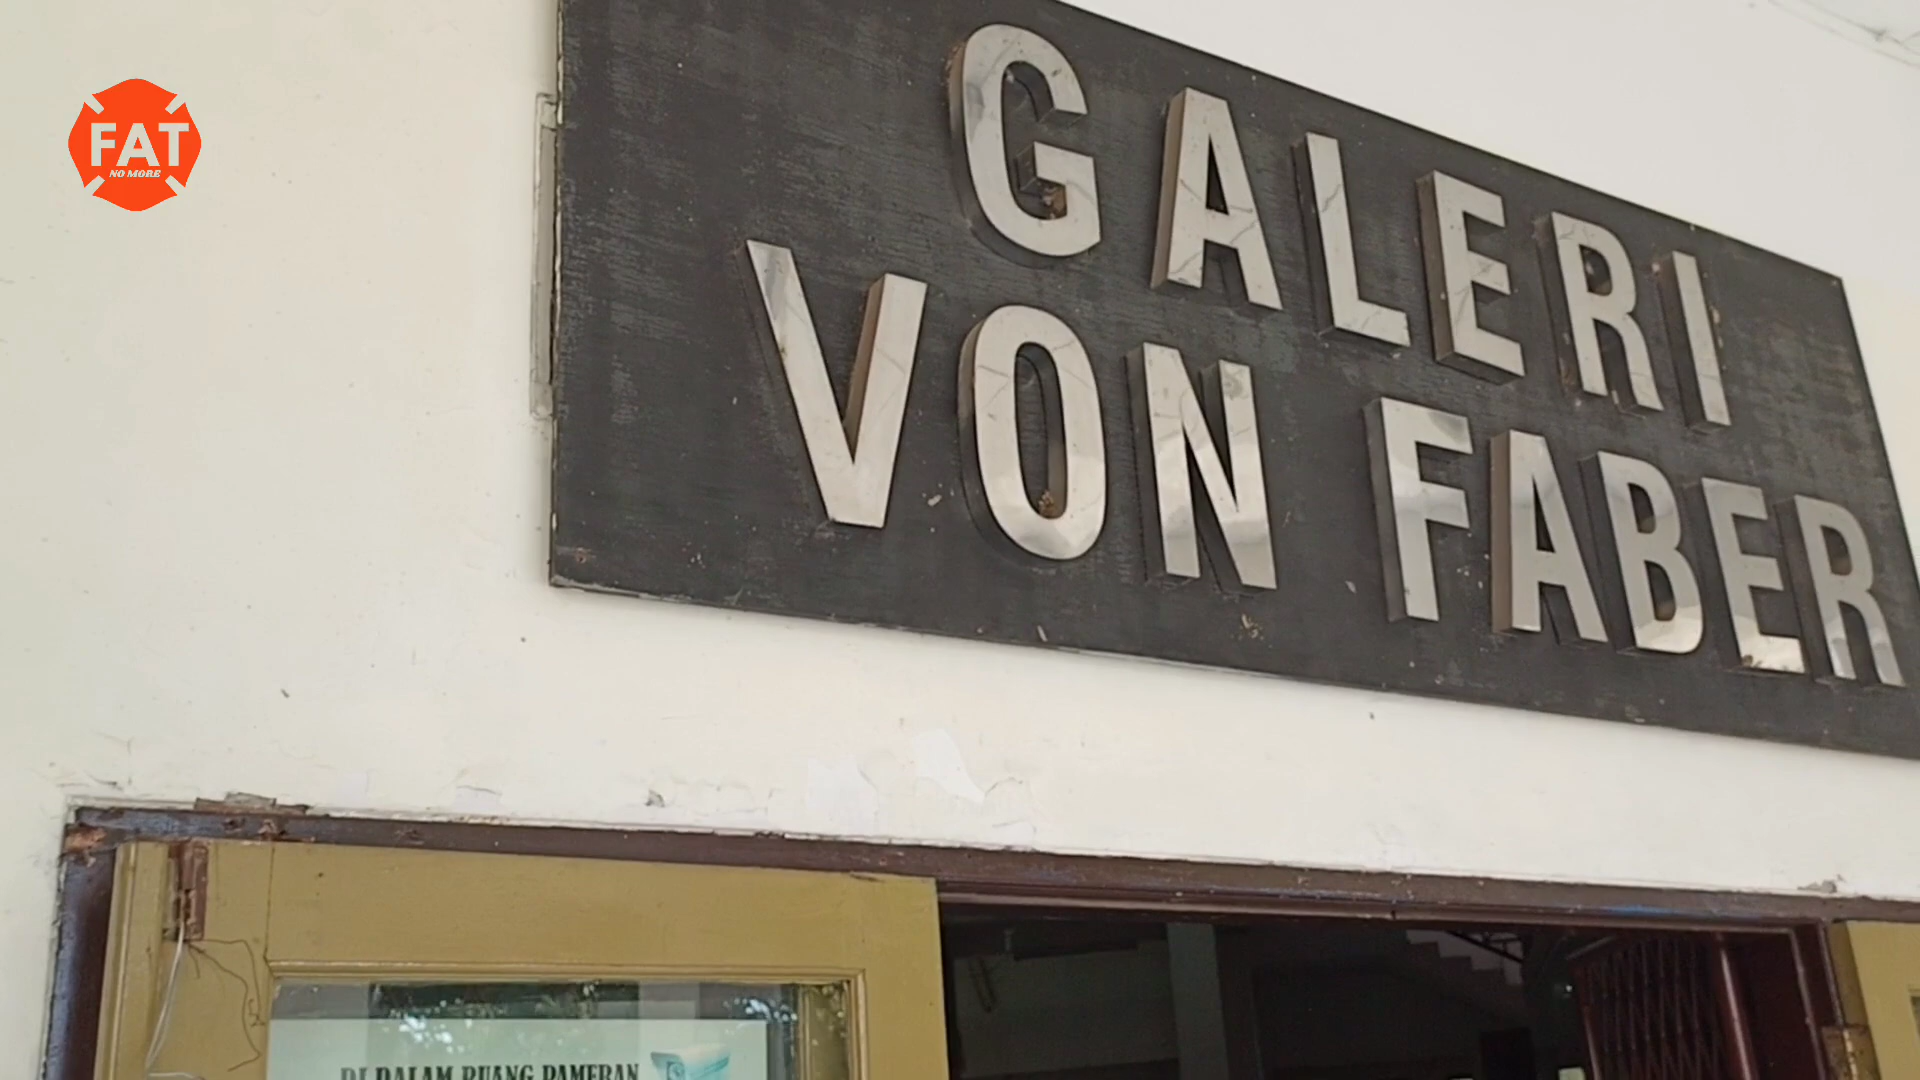 FAT
NO MORE
GALERI
VON FABER
DI DALAM RUANG PAMERAN